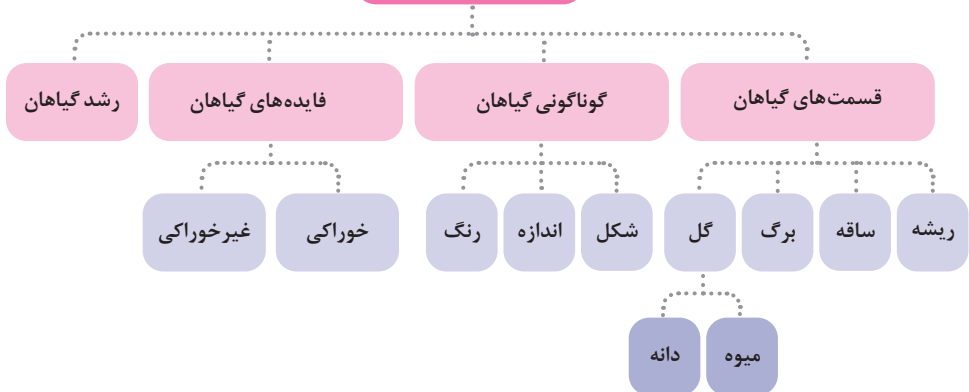 قسمت‌های گیاهان
گوناگونی گیاهان
فایده‌های گیاهان
رشد گیاهان
ریشه
ساقه
برگ
گل
شکل
اندازه
رنگ
خوراکی
غیرخوراکی
میوه
دانه